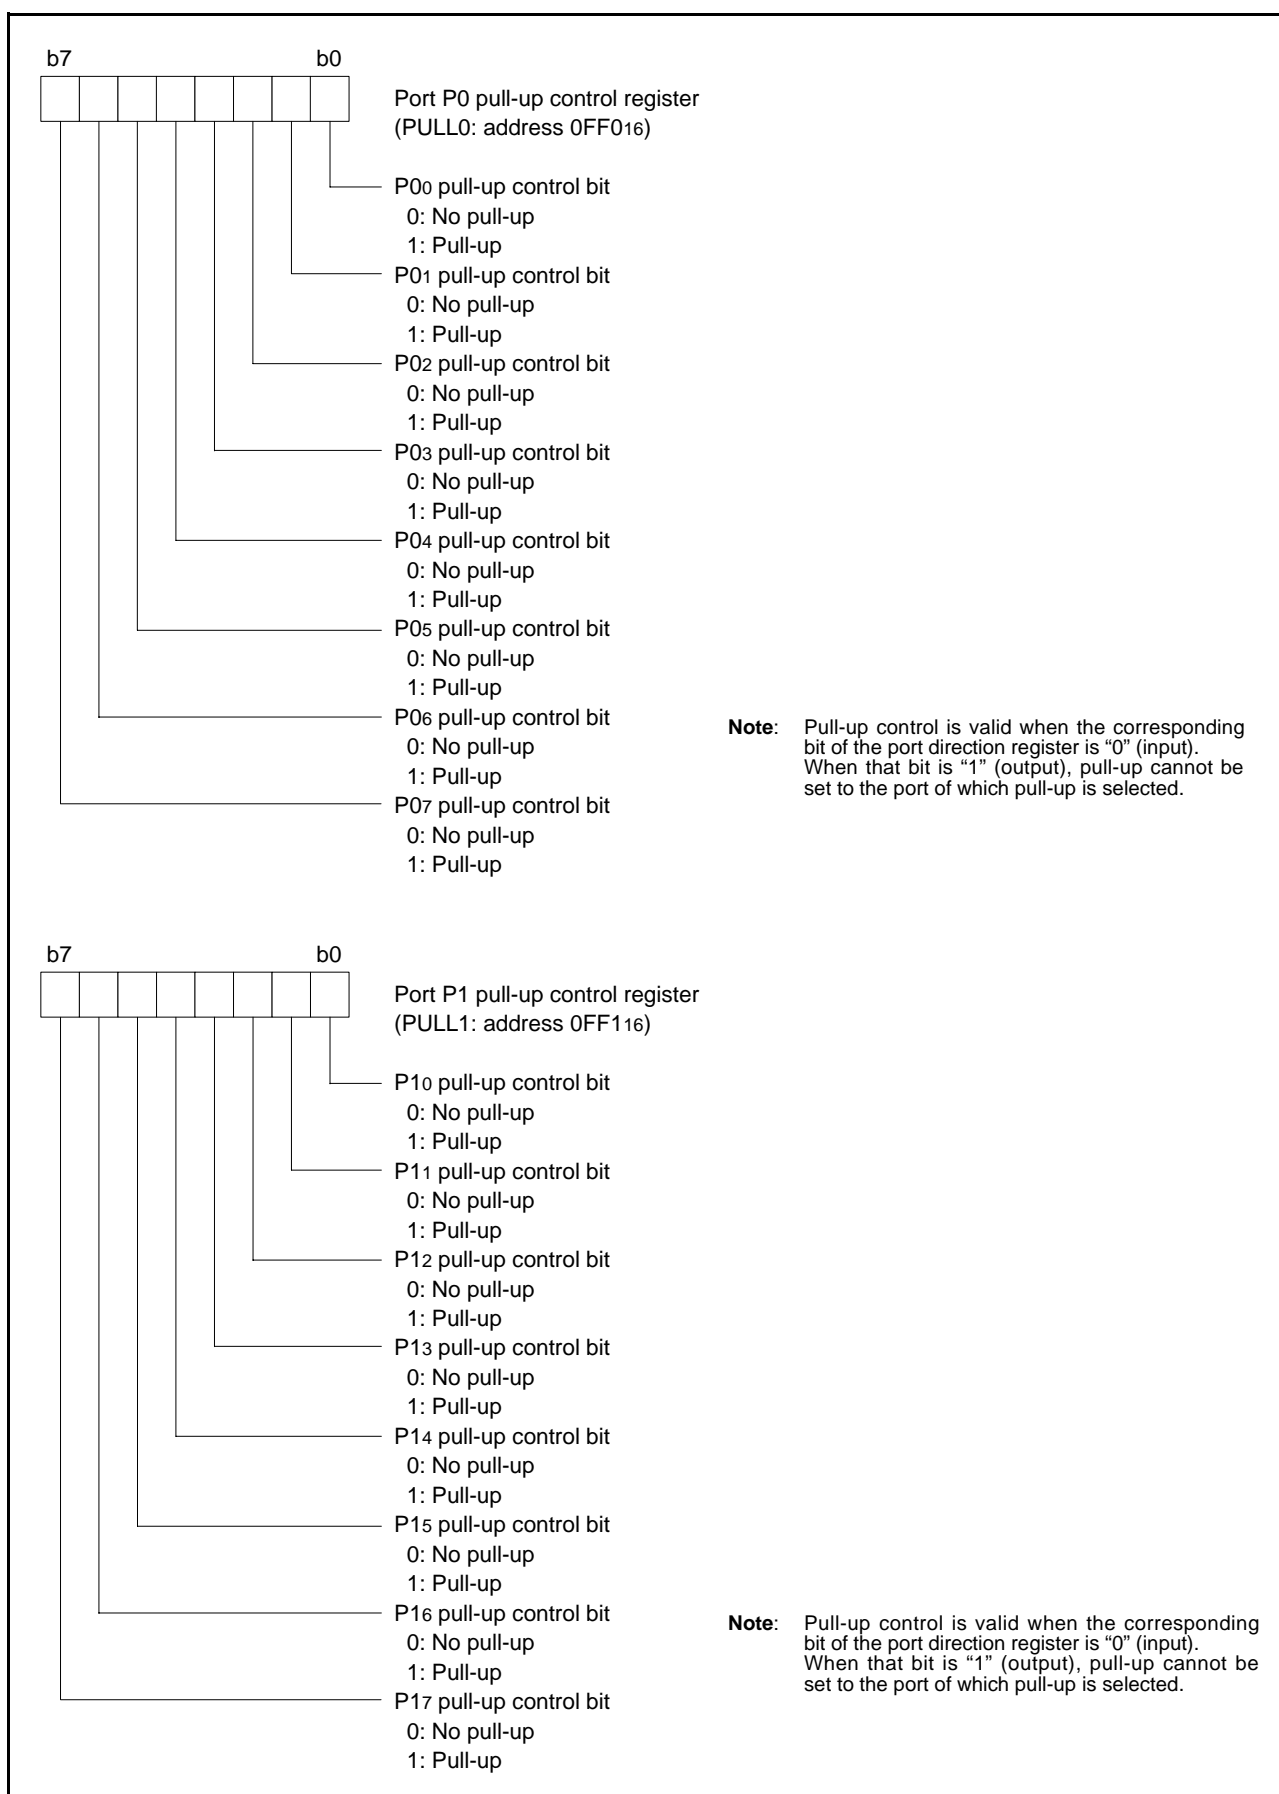 b7 b0
Port P0 pull-up control register
(PULL0: address 0FF016)
P00 pull-up control bit
0: No pull-up
1: Pull-up
P01 pull-up control bit
0: No pull-up
1: Pull-up
P02 pull-up control bit
0: No pull-up
1: Pull-up
P03 pull-up control bit
0: No pull-up
1: Pull-up
P04 pull-up control bit
0: No pull-up
1: Pull-up
P05 pull-up control bit
0: No pull-up
1: Pull-up
P06 pull-up control bit
0: No pull-up
1: Pull-up
P07 pull-up control bit
0: No pull-up
1: Pull-up
Note: Pull-up control is valid when the corresponding
bit of the port direction register is “0” (input).
When that bit is “1” (output), pull-up cannot be
set to the port of which pull-up is selected.
b7 b0
Port P1 pull-up control register
(PULL1: address 0FF116)
P10 pull-up control bit
0: No pull-up
1: Pull-up
P11 pull-up control bit
0: No pull-up
1: Pull-up
P12 pull-up control bit
0: No pull-up
1: Pull-up
P13 pull-up control bit
0: No pull-up
1: Pull-up
P14 pull-up control bit
0: No pull-up
1: Pull-up
P15 pull-up control bit
0: No pull-up
1: Pull-up
P16 pull-up control bit
0: No pull-up
1: Pull-up
P17 pull-up control bit
0: No pull-up
1: Pull-up
Note: Pull-up control is valid when the corresponding
bit of the port direction register is “0” (input).
When that bit is “1” (output), pull-up cannot be
set to the port of which pull-up is selected.